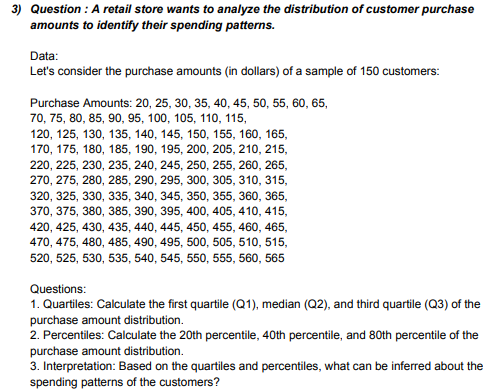 3) Question : A retail store wants to analyze the distribution of customer purchase
amounts to identify their spending patterns.
Data:
Let's consider the purchase amounts (in dollars) of a sample of 150 customers:
Purchase Amounts: 20, 25, 30, 35, 40, 45, 50, 55, 60, 65,
70, 75, 80, 85, 90, 95, 100, 105, 110, 115,
120, 125, 130, 135, 140, 145, 150, 155, 160, 165,
170, 175, 180, 185, 190, 195, 200, 205, 210, 215,
220, 225, 230, 235, 240, 245, 250, 255, 260, 265,
270, 275, 280, 285, 290, 295, 300, 305, 310, 315,
320, 325, 330, 335, 340, 345, 350, 355, 360, 365,
370, 375, 380, 385, 390, 395, 400, 405, 410, 415,
420, 425, 430, 435, 440, 445, 450, 455, 460, 465,
470, 475, 480, 485, 490, 495, 500, 505, 510, 515,
520, 525, 530, 535, 540, 545, 550, 555, 560, 565
Questions:
1. Quartiles: Calculate the first quartile (Q1), median (Q2), and third quartile (Q3) of the
purchase amount distribution.
2. Percentiles: Calculate the 20th percentile, 40th percentile, and 80th percentile of the
purchase amount distribution.
3. Interpretation: Based on the quartiles and percentiles, what can be inferred about the
spending patterns of the customers?